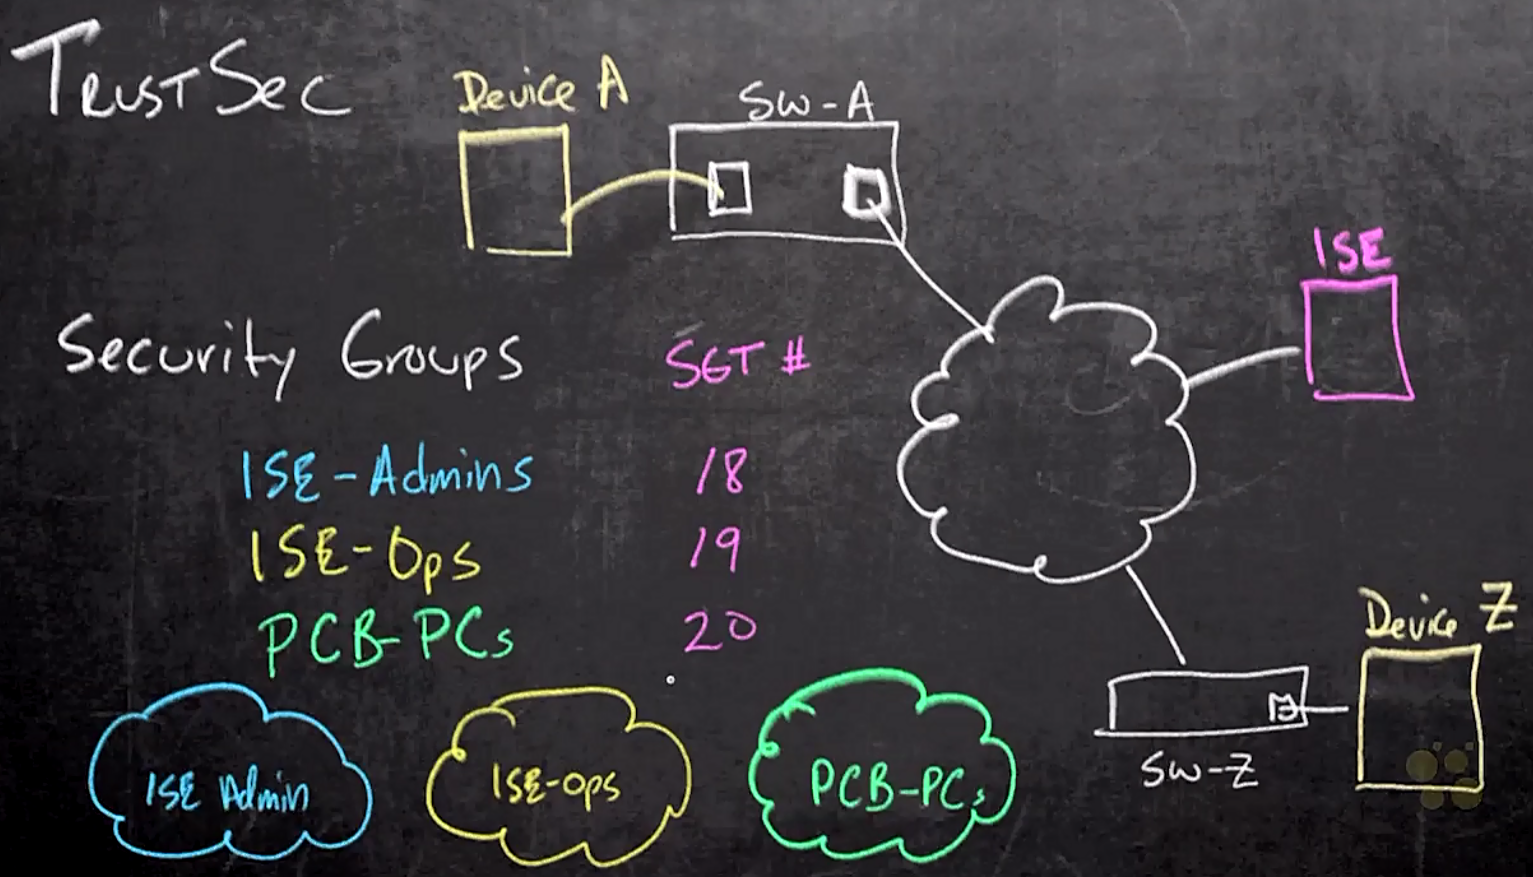 TrustSec
Device A
SW-A
ISE
Security Groups SGT #
ISE-Admins 18
ISE-Ops 19
PCB-PCs 20
Device Z
SW-Z
ISE Admin
ISE-Ops
PCB-PCs